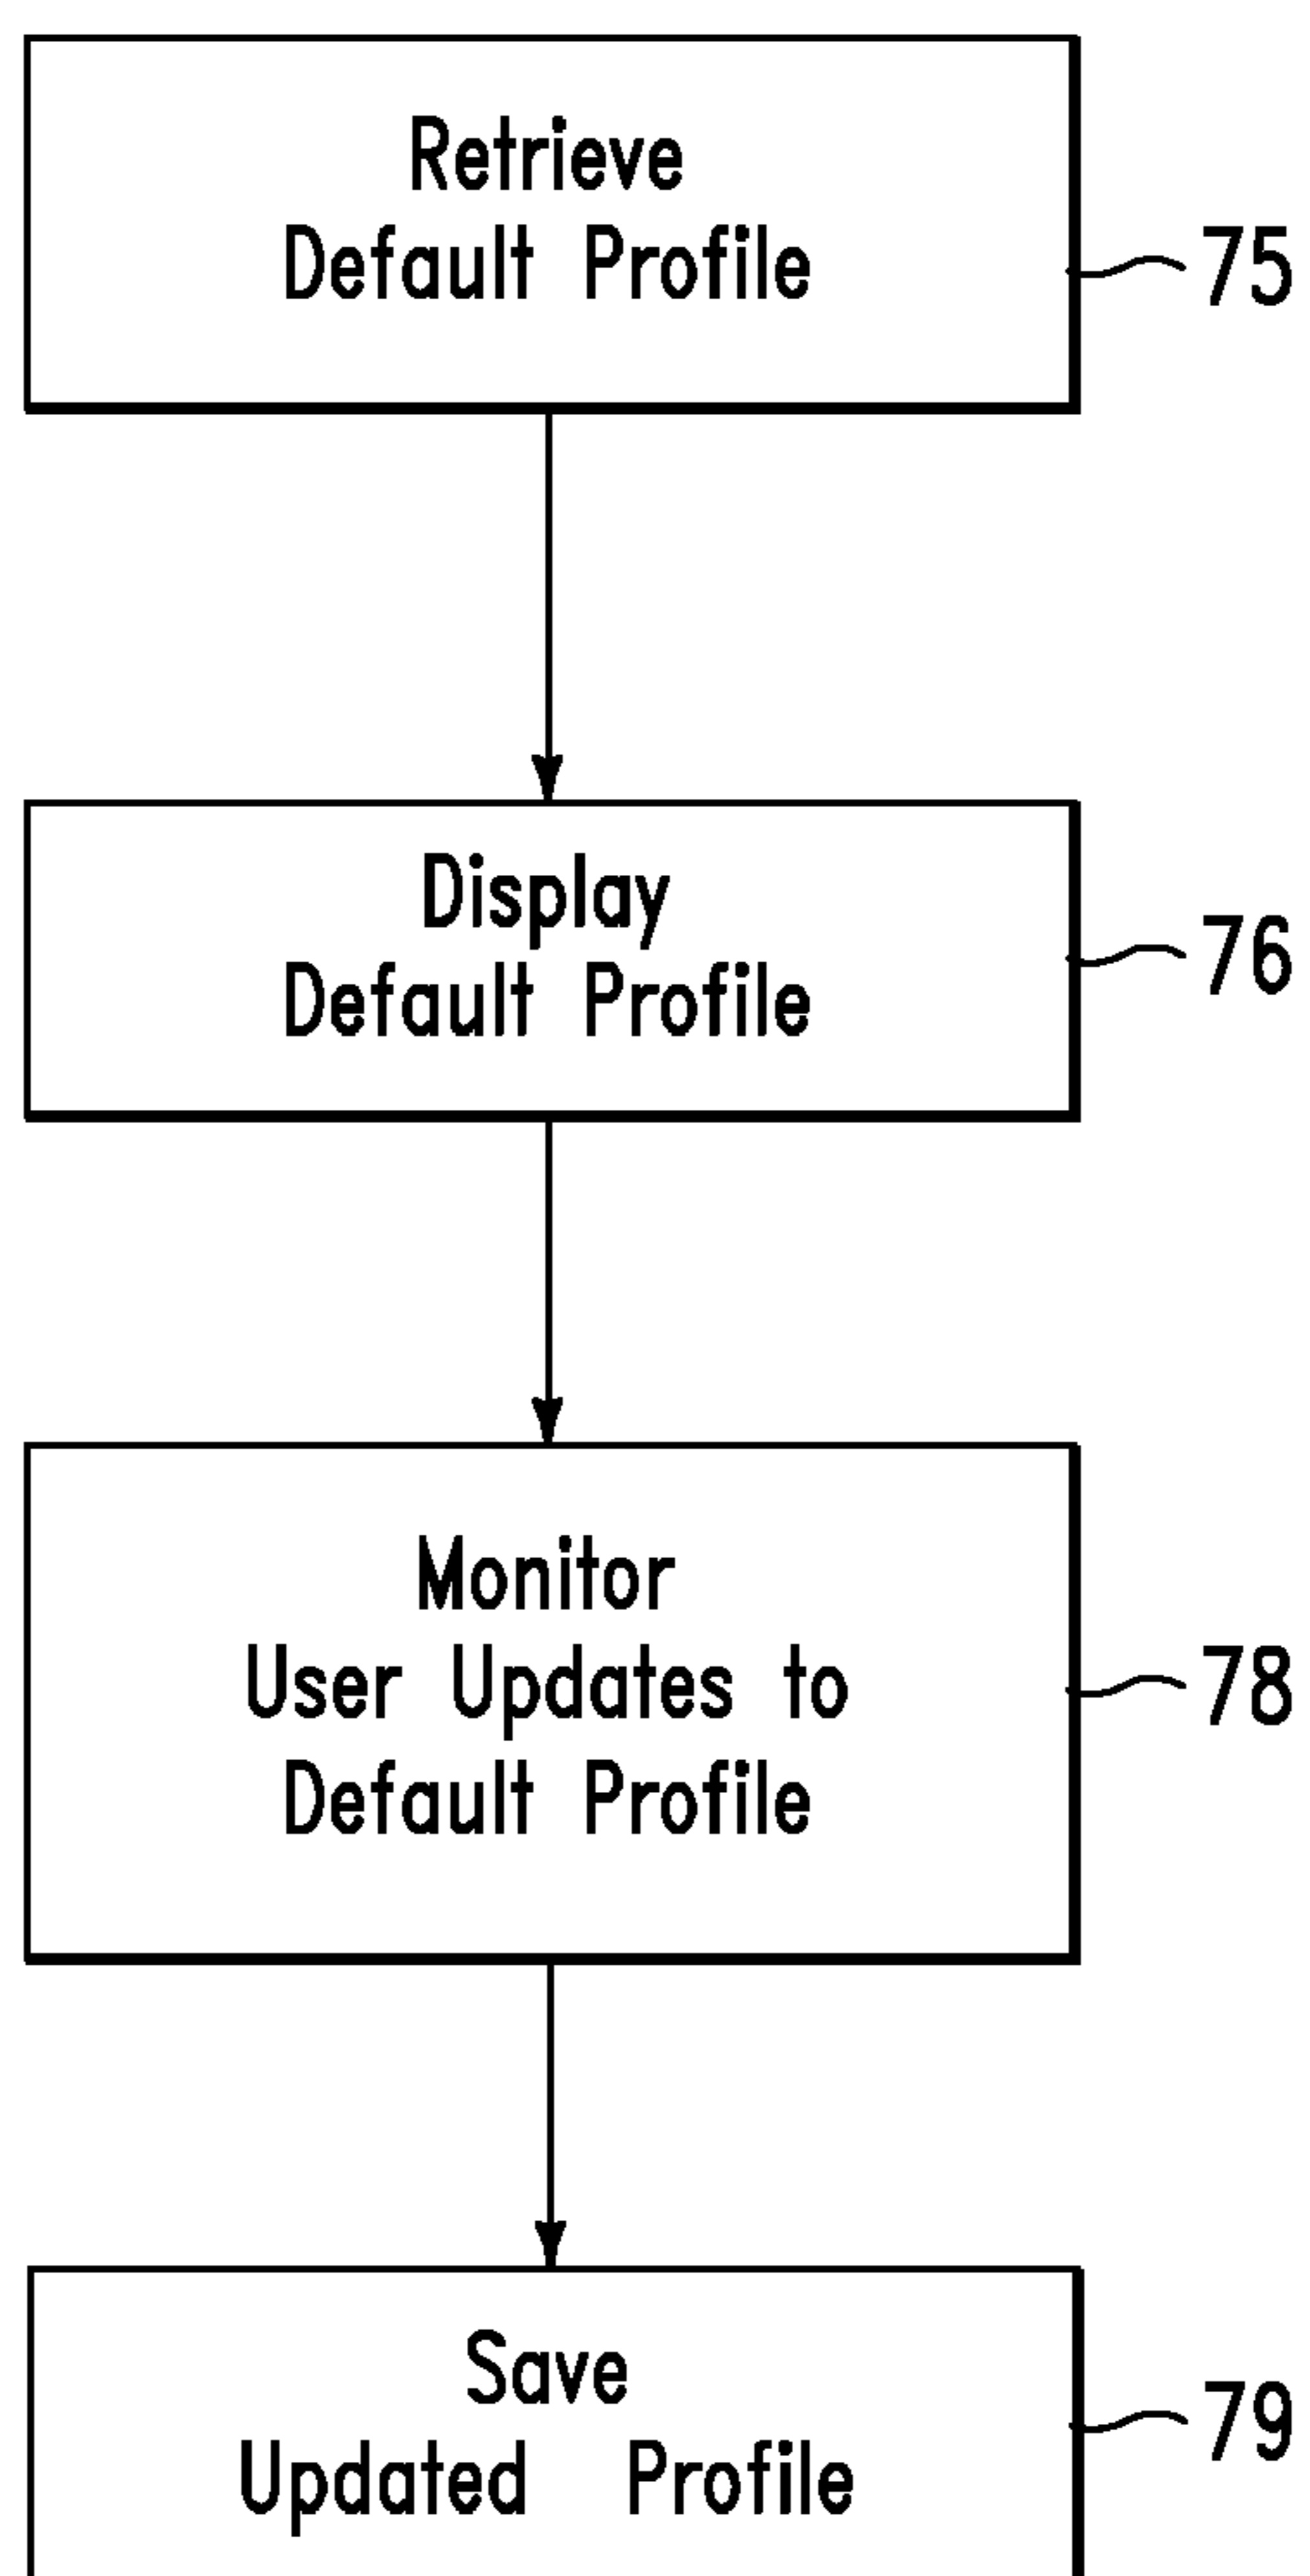 Retrieve
Default Profile
75
Display
Default Profile
76
Monitor
User Updates to
Default Profile
78
Save
Updated Profile
79